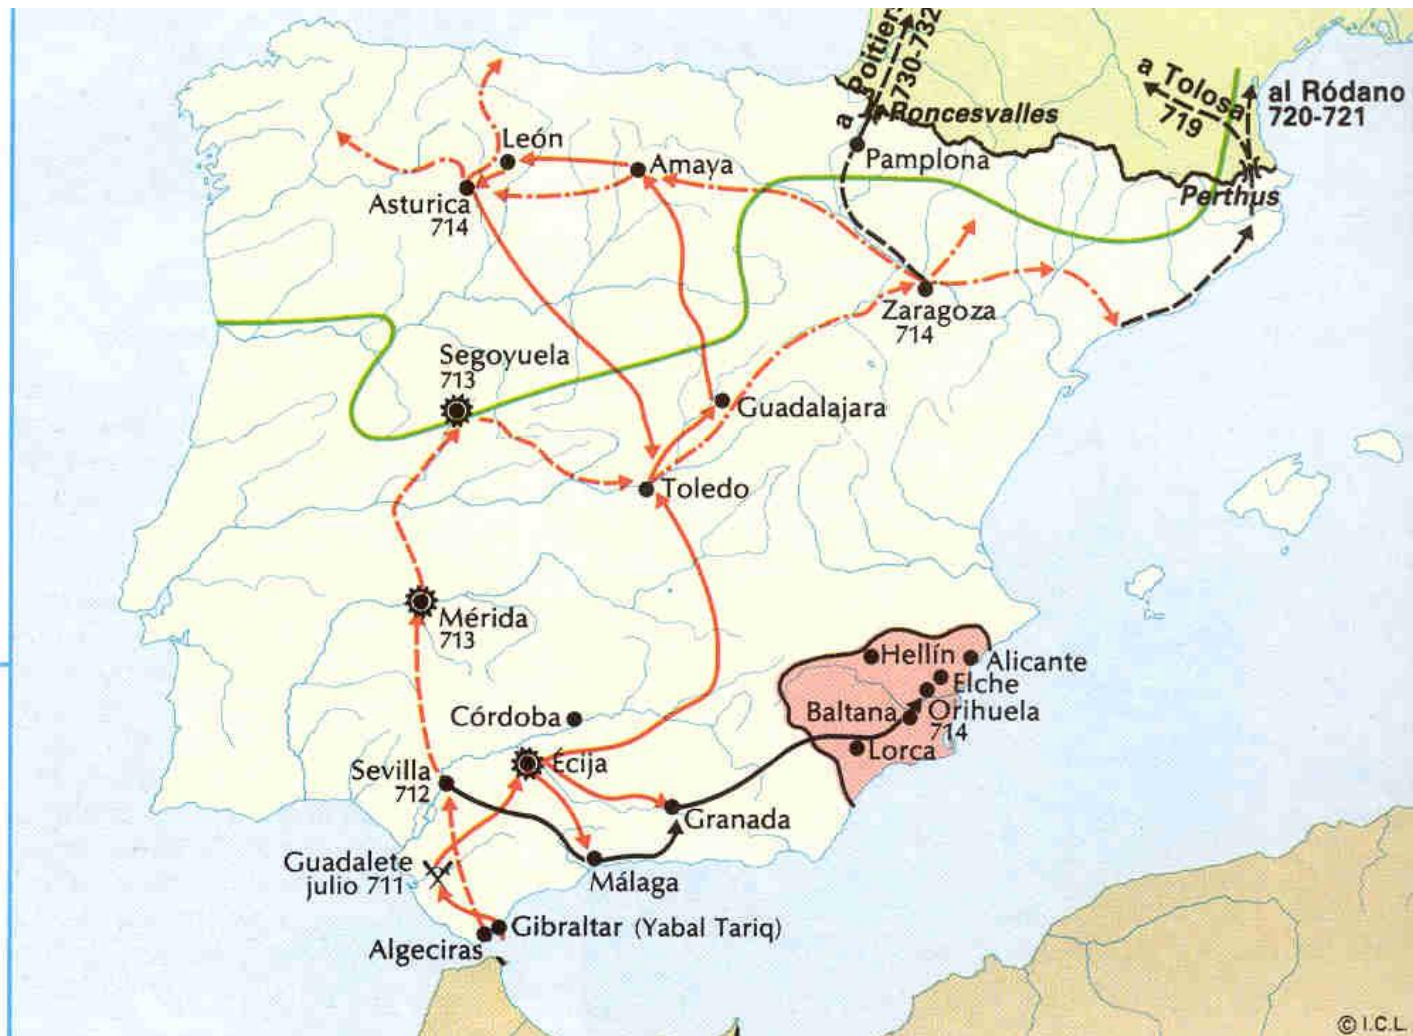 a Poitiers
730-732
Roncesvalles
a Tolosa
719
al Ródano
720-721
León
Amaya
Pamplona
Asturica
714
Perthus
Zaragoza
714
Segoyuela
713
Guadalajara
Toledo
Mérida
713
Hellín
Alicante
Elche
Baltana
Orihuela
714
Córdoba
Lorca
Écija
Sevilla
712
Granada
Guadalete
julio 711
Málaga
Gibraltar (Yabal Tariq)
Algeciras
© I.C.L.